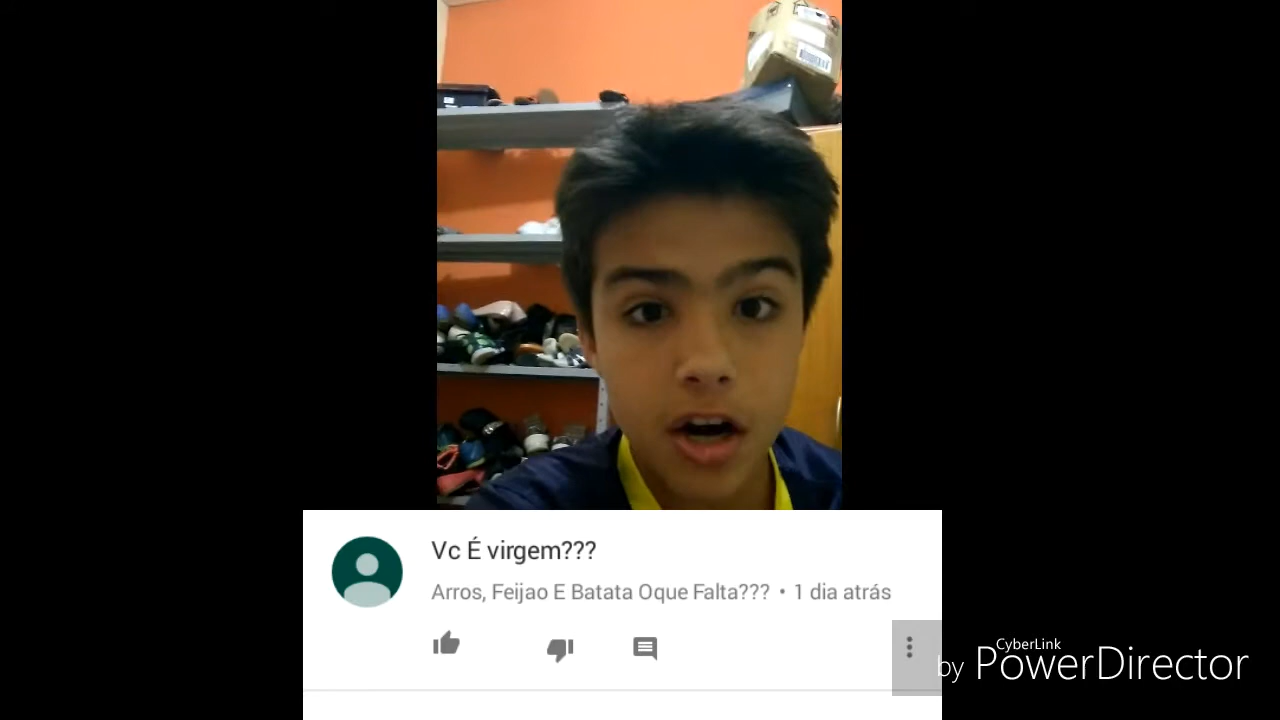 Vc É virgem???
Arros, Feijao E Batata Oque Falta??? • 1 dia atrás
CyberLink
by PowerDirector